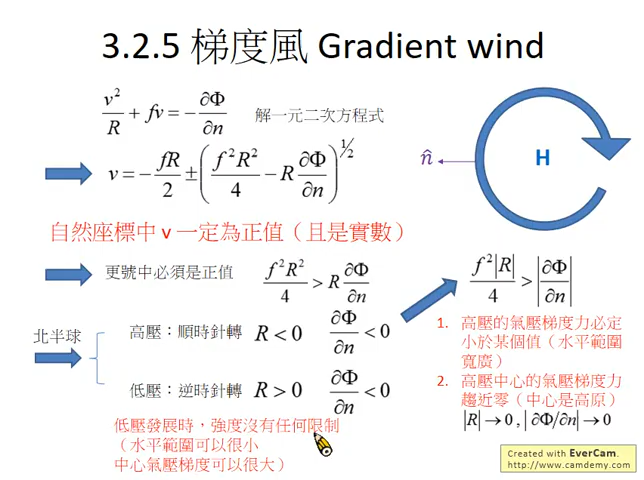 3.2.5 梯度風 Gradient wind
v²/R + fv = −∂Φ/∂n 解一元二次方程式
v = −fR/2 ± (f²R²/4 − R ∂Φ/∂n)^½
n̂
H
自然座標中 v 一定為正值（且是實數）
更號中必須是正值 f²R²/4 > R ∂Φ/∂n
f²|R|/4 > |∂Φ/∂n|
北半球
高壓：順時針轉 R < 0 ∂Φ/∂n < 0
低壓：逆時針轉 R > 0 ∂Φ/∂n < 0
低壓發展時，強度沒有任何限制
（水平範圍可以很小
中心氣壓梯度可以很大）
1. 高壓的氣壓梯度力必定
小於某個值（水平範圍
寬廣）
2. 高壓中心的氣壓梯度力
趨近零（中心是高原）
|R| → 0 , |∂Φ/∂n| → 0
Created with EverCam.
http://www.camdemy.com